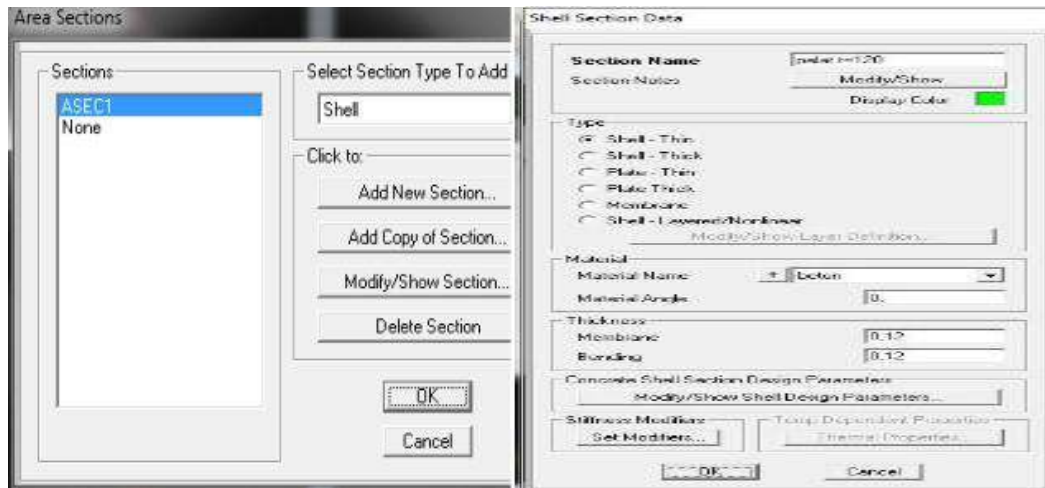 Area Sections
Sections
ASEC1
None
Select Section Type To Add
Shell
Click to:
Add New Section...
Add Copy of Section...
Modify/Show Section...
Delete Section
OK
Cancel
Shell Section Data
Section Name
t=120
Section Notes
Modify/Show
Display Color
Type
Shell - Thin
Shell - Thick
Plate - Thin
Plate Thick
Membrane
Shell - Layered/Nonlinear
Modify/Show Layer Definition...
Material
Material Name
+
beton
Material Angle
0.
Thickness
Membrane
0.12
Bending
0.12
Concrete Shell Section Design Parameters
Modify/Show Shell Design Parameters...
Stiffness Modifiers
Set Modifiers...
Temp Dependent Properties
Thermal Properties...
OK
Cancel